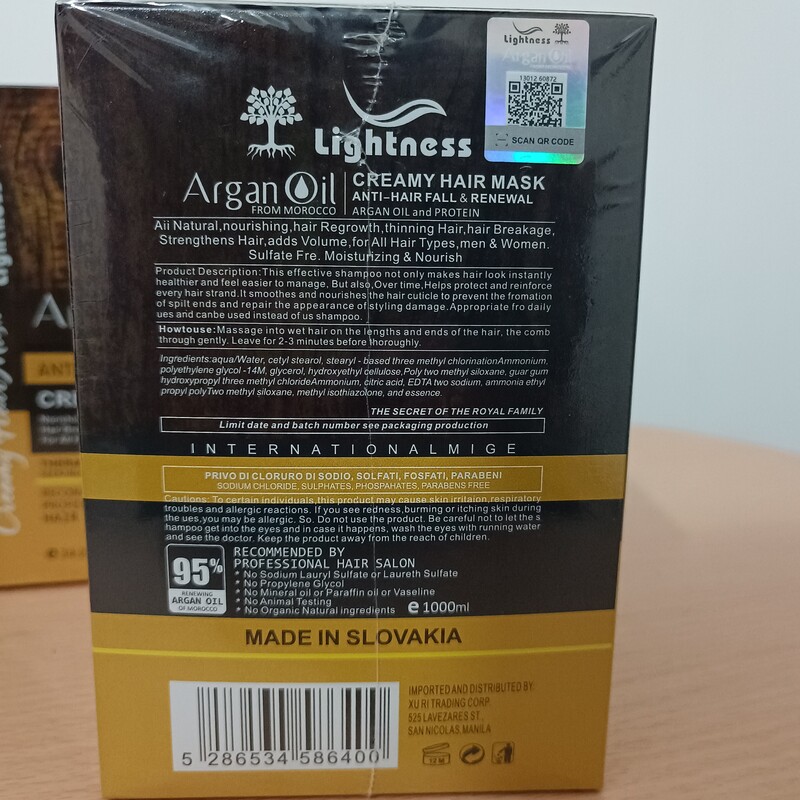 Lightness
Argan Oil
13012 60872
SCAN QR CODE
Lightness
Argan Oil
FROM MOROCCO
CREAMY HAIR MASK
ANTI-HAIR FALL & RENEWAL
ARGAN OIL and PROTEIN
Aii Natural,nourishing,hair Regrowth,thinning Hair,hair Breakage,
Strengthens Hair,adds Volume,for All Hair Types,men & Women.
Sulfate Fre. Moisturizing & Nourish
Product Description:This effective shampoo not only makes hair look instantly
healthier and feel easier to manage, But also,Over time,Helps protect and reinforce
every hair strand.It smoothes and nourishes the hair cuticle to prevent the fromation
of spilt ends and repair the appearance of styling damage.Appropriate fro daily
ues and canbe used instead of us shampoo.
Howtouse:Massage into wet hair on the lengths and ends of the hair, the comb
through gently. Leave for 2-3 minutes before hhoroughly.
Ingredients:aqua/Water, cetyl stearol, stearyl - based three methyl chlorinationAmmonium,
polyethylene glycol -14M, glycerol, hydroxyethyl cellulose,Poly two methyl siloxane, guar gum
hydroxypropyl three methyl chlorideAmmonium, citric acid, EDTA two sodium, ammonia ethyl
propyl polyTwo methyl siloxane, methyl isothiazolone, and essence.
THE SECRET OF THE ROYAL FAMILY
Limit date and batch number see packaging production
INTERNATIONALMIGE
PRIVO DI CLORURO DI SODIO, SOLFATI, FOSFATI, PARABENI
SODIUM CHLORIDE, SULPHATES, PHOSPHATES, PARABENS FREE
Cautions: To certain individuals,this product may cause skin irritaion,respiratory
troubles and allergic reactions. If you see redness,burming or itching skin during
the ues,you may be allergic. So. Do not use the product. Be careful not to let the s
hampoo get into the eyes and in case it happens, wash the eyes with running water
and see the doctor. Keep the product away from the reach of children.
95%
RENEWING
ARGAN OIL
OF MOROCCO
RECOMMENDED BY
PROFESSIONAL HAIR SALON
* No Sodium Lauryl Sulfate or Laureth Sulfate
* No Propylene Glycol
* No Mineral oil or Paraffin oil or Vaseline
* No Animal Testing
* No Organic Natural ingredients
e 1000ml
MADE IN SLOVAKIA
5 286534 586400
IMPORTED AND DISTRIBUTED BY:
XU RI TRADING CORP.
525 LAVEZARES ST.,
SAN NICOLAS,MANILA
12 M